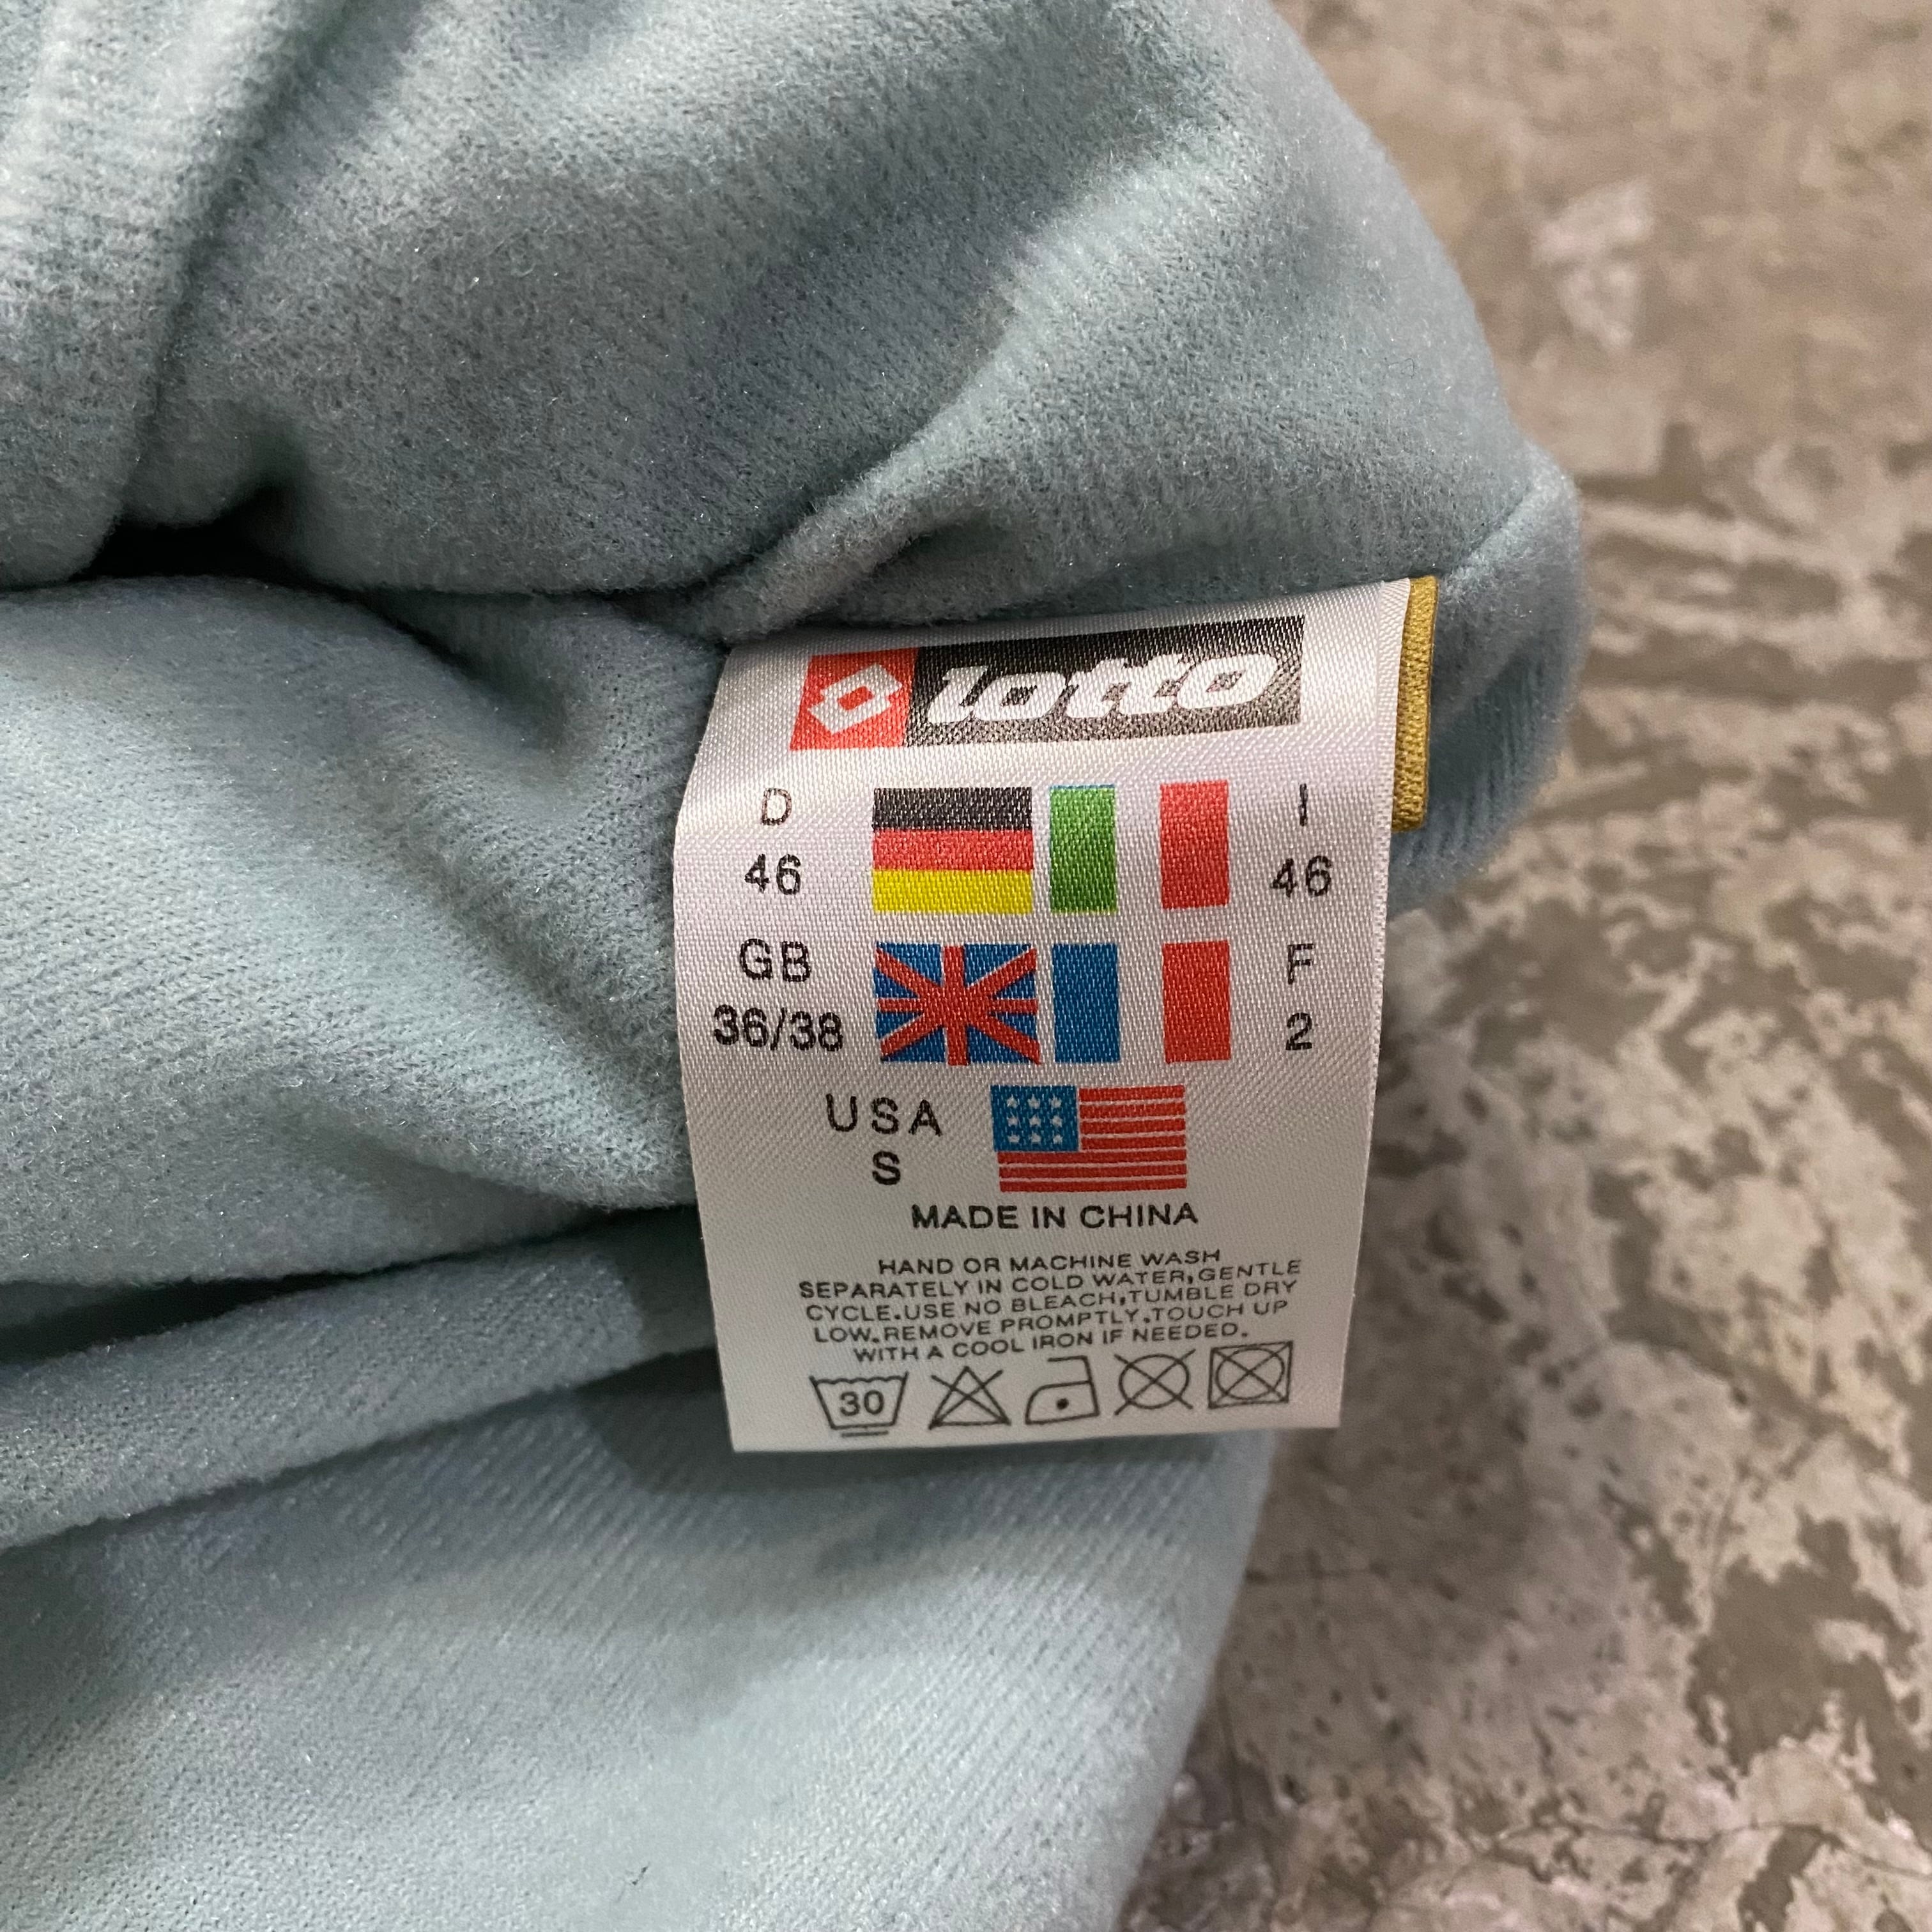 lotto
D I
46 46
GB F
36/38 2
USA
S
MADE IN CHINA
HAND OR MACHINE WASH
SEPARATELY IN COLD WATER,GENTLE
CYCLE.USE NO BLEACH,TUMBLE DRY
LOW.REMOVE PROMPTLY.TOUCH UP
WITH A COOL IRON IF NEEDED.
30